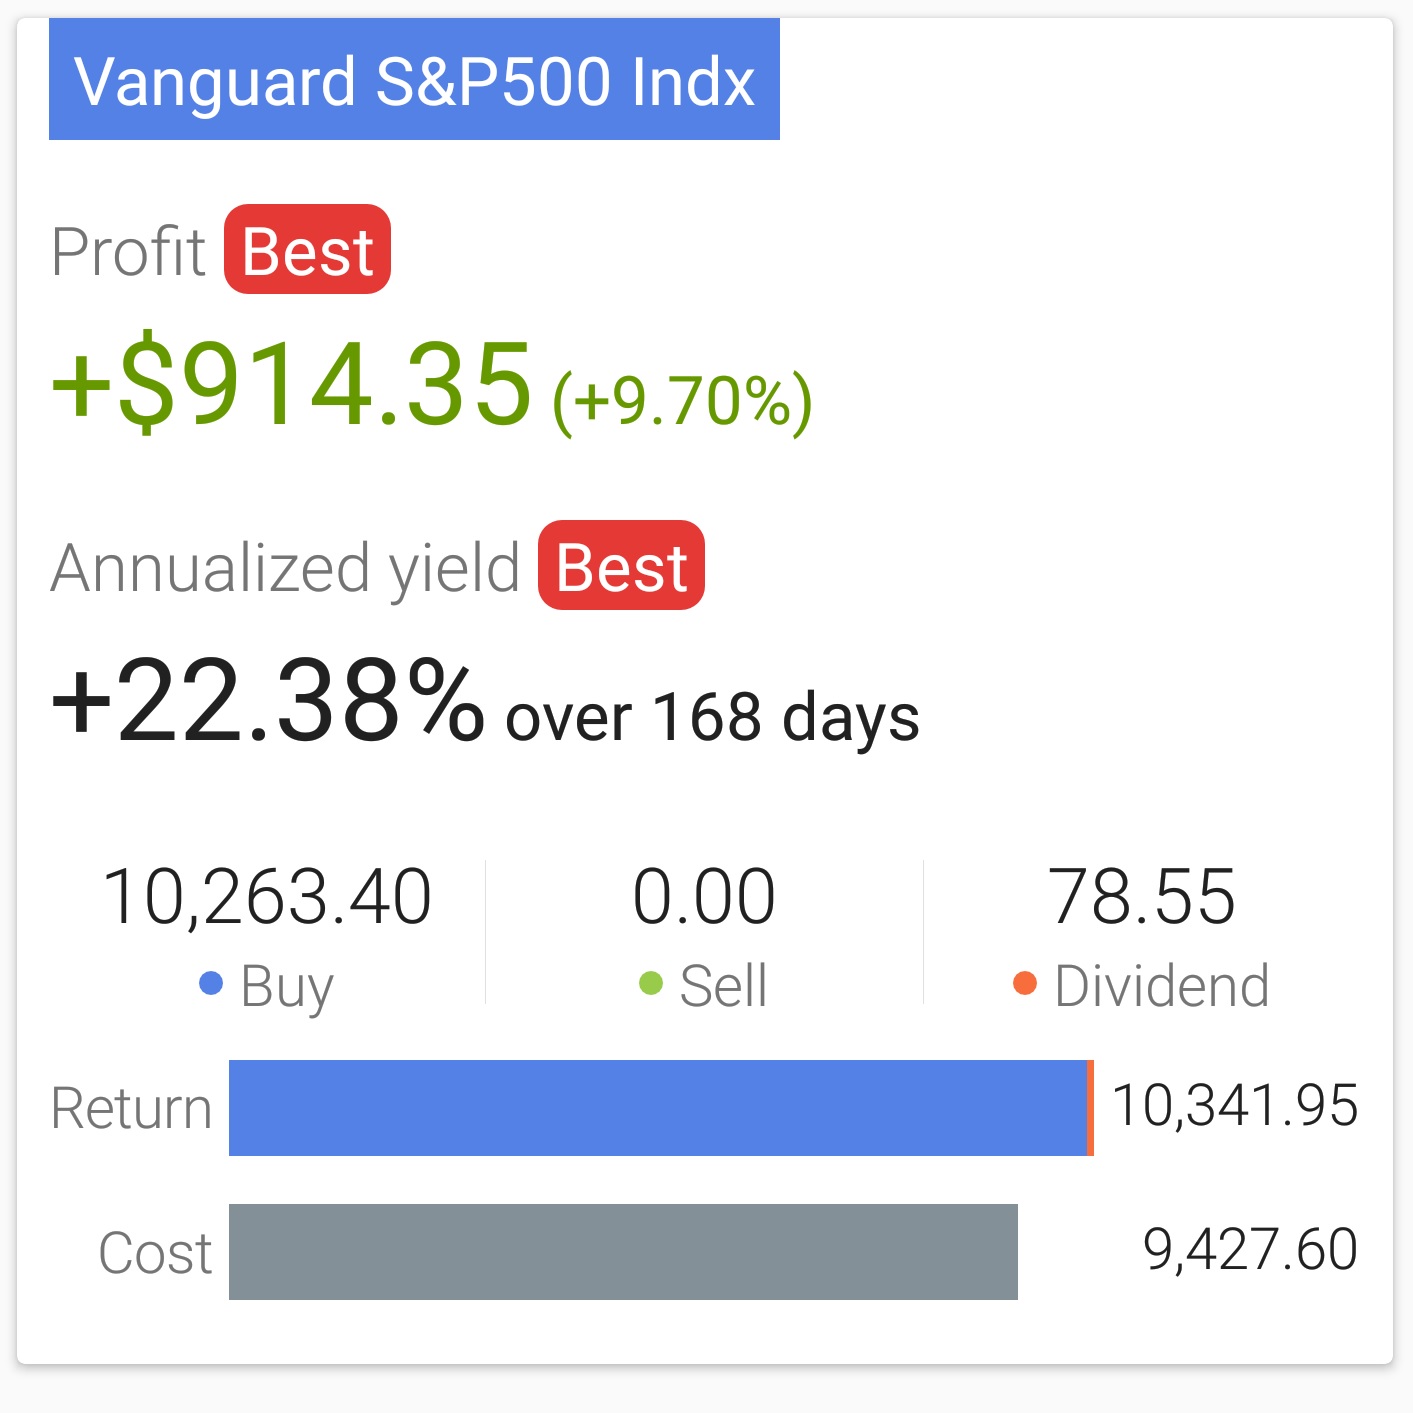 Vanguard S&P500 Indx
Profit Best
+$914.35 (+9.70%)
Annualized yield Best
+22.38% over 168 days
10,263.40 0.00 78.55
Buy Sell Dividend
Return 10,341.95
Cost 9,427.60